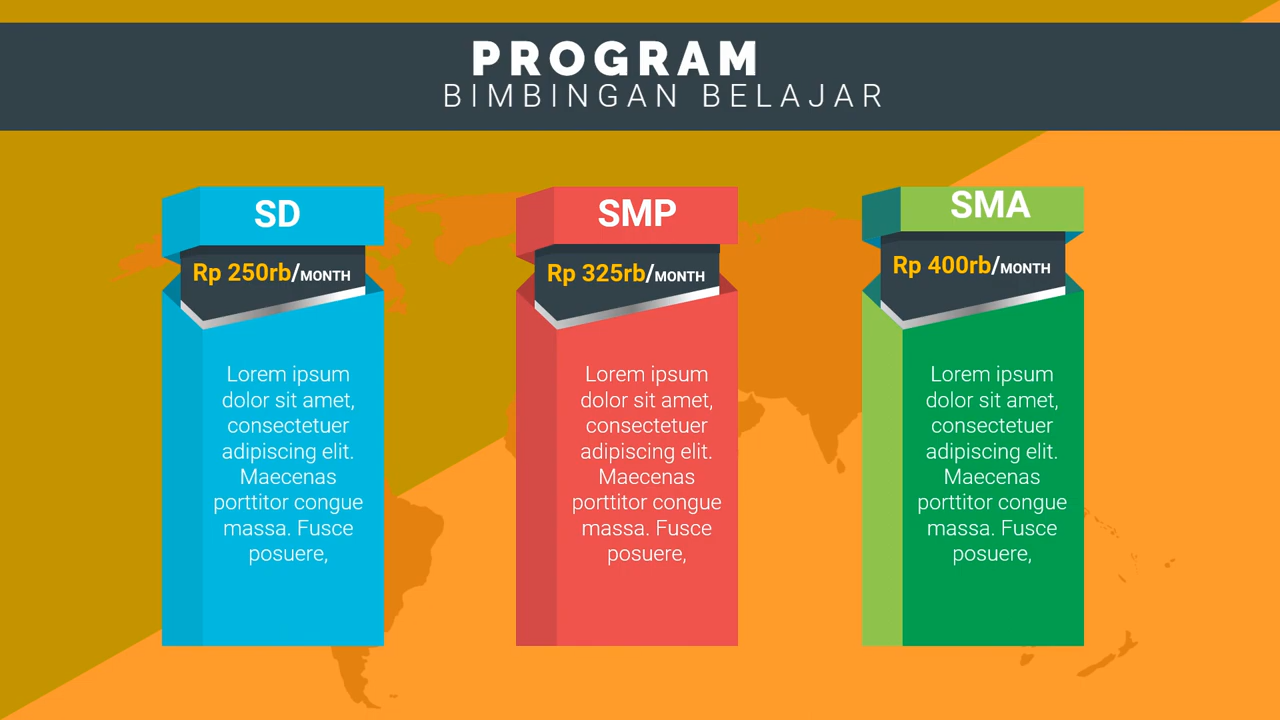 PROGRAM
BIMBINGAN BELAJAR
SD
Rp 250rb/MONTH
Lorem ipsum
dolor sit amet,
consectetuer
adipiscing elit.
Maecenas
porttitor congue
massa. Fusce
posuere,
SMP
Rp 325rb/MONTH
Lorem ipsum
dolor sit amet,
consectetuer
adipiscing elit.
Maecenas
porttitor congue
massa. Fusce
posuere,
SMA
Rp 400rb/MONTH
Lorem ipsum
dolor sit amet,
consectetuer
adipiscing elit.
Maecenas
porttitor congue
massa. Fusce
posuere,